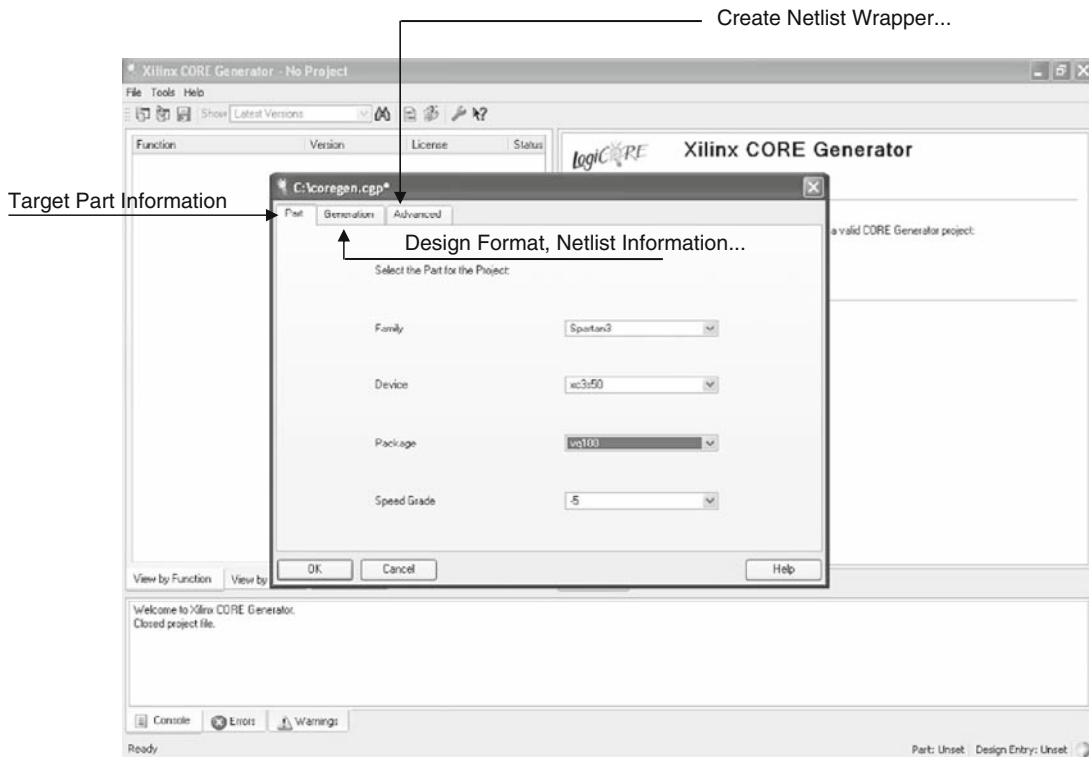 Create Netlist Wrapper...
Xilinx CORE Generator - No Project
File Tools Help
Show Latest Versions
Function Version License Status
LogiCORE Xilinx CORE Generator
C:\coregen.cgp*
Target Part Information
Part Generation Advanced
a valid CORE Generator project:
Design Format, Netlist Information...
Select the Part for the Project:
Family Spartan3
Device xc3s50
Package vq100
Speed Grade -5
OK Cancel Help
View by Function View by
Welcome to Xilinx CORE Generator.
Closed project file.
Console Errors Warnings
Ready Part: Unset Design Entry: Unset